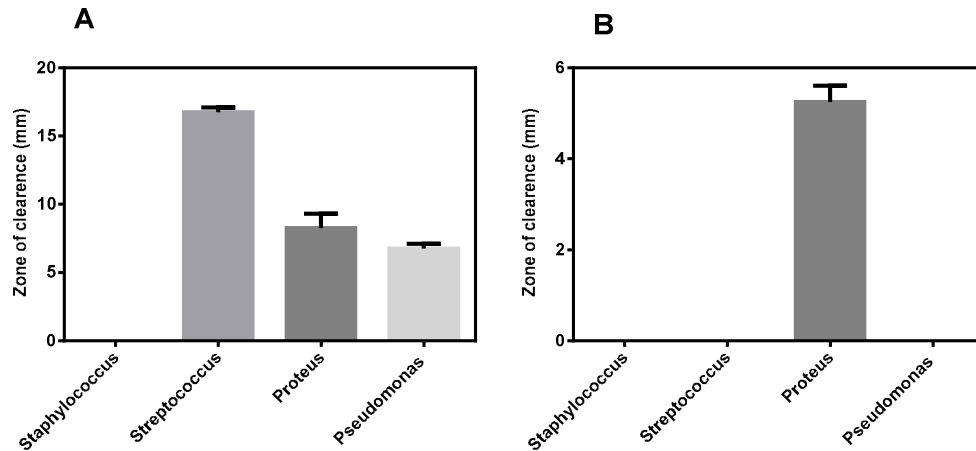 A
Zone of clearence (mm)
20
15
10
5
0
Staphylococcus
Streptococcus
Proteus
Pseudomonas
B
Zone of clearence (mm)
6
4
2
0
Staphylococcus
Streptococcus
Proteus
Pseudomonas